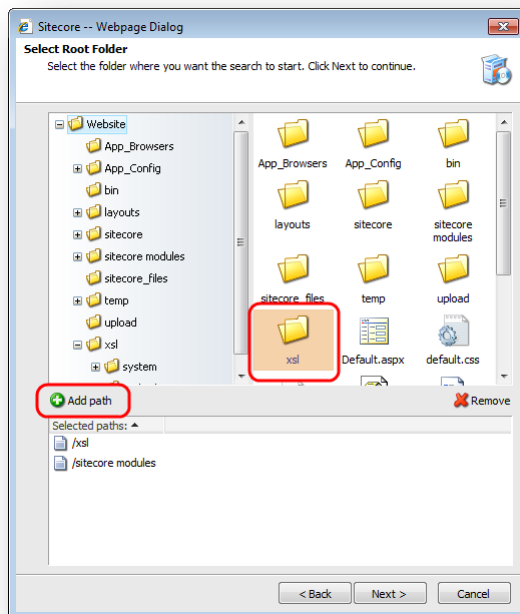 Sitecore -- Webpage Dialog
Select Root Folder
Select the folder where you want the search to start. Click Next to continue.
Website
App_Browsers
App_Config
bin
layouts
sitecore
sitecore modules
sitecore_files
temp
upload
xsl
system
App_Browsers App_Config bin
layouts sitecore sitecore
modules
sitecore_files temp upload
xsl Default.aspx default.css
Add path Remove
Selected paths:
/xsl
/sitecore modules
< Back Next > Cancel